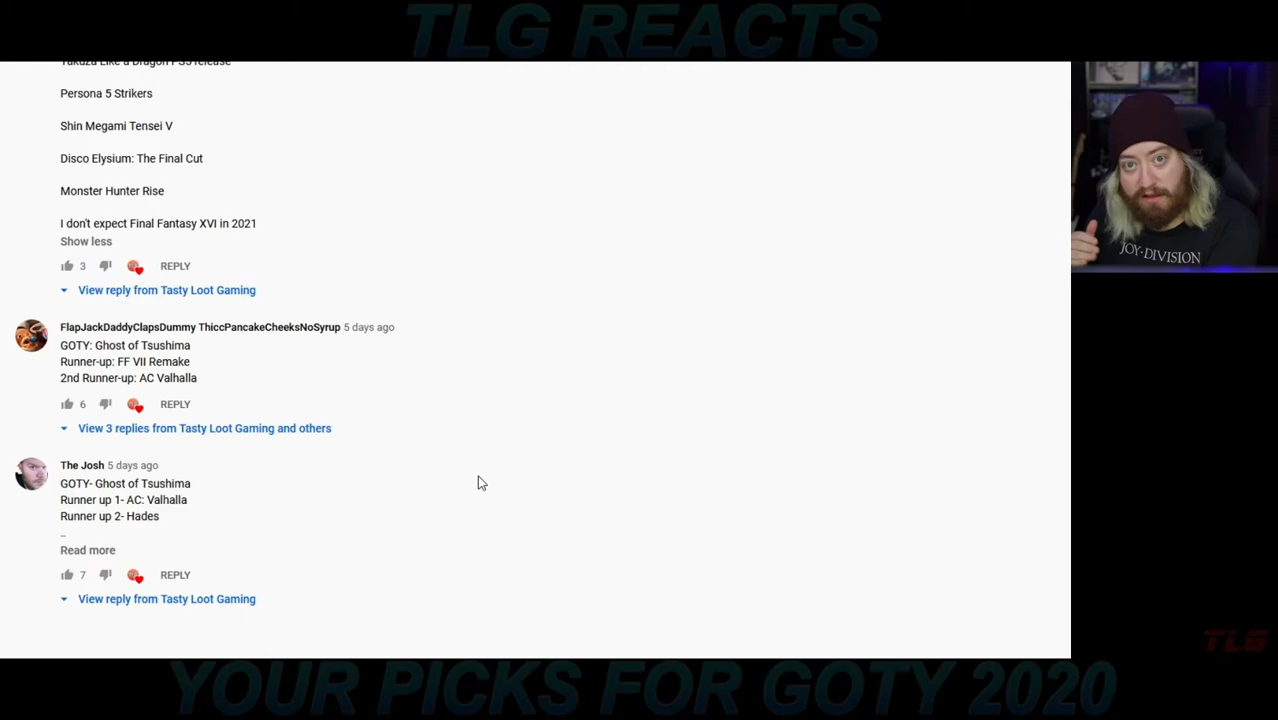 TLG REACTS
Yakuza Like a Dragon PS5 release
Persona 5 Strikers
Shin Megami Tensei V
Disco Elysium: The Final Cut
Monster Hunter Rise
I don't expect Final Fantasy XVI in 2021
Show less
3 REPLY
View reply from Tasty Loot Gaming
FlapJackDaddyClapsDummy ThiccPancakeCheeksNoSyrup 5 days ago
GOTY: Ghost of Tsushima
Runner-up: FF VII Remake
2nd Runner-up: AC Valhalla
6 REPLY
View 3 replies from Tasty Loot Gaming and others
The Josh 5 days ago
GOTY- Ghost of Tsushima
Runner up 1- AC: Valhalla
Runner up 2- Hades
..
Read more
7 REPLY
View reply from Tasty Loot Gaming
JOY·DIVISION
TLG
YOUR PICKS FOR GOTY 2020